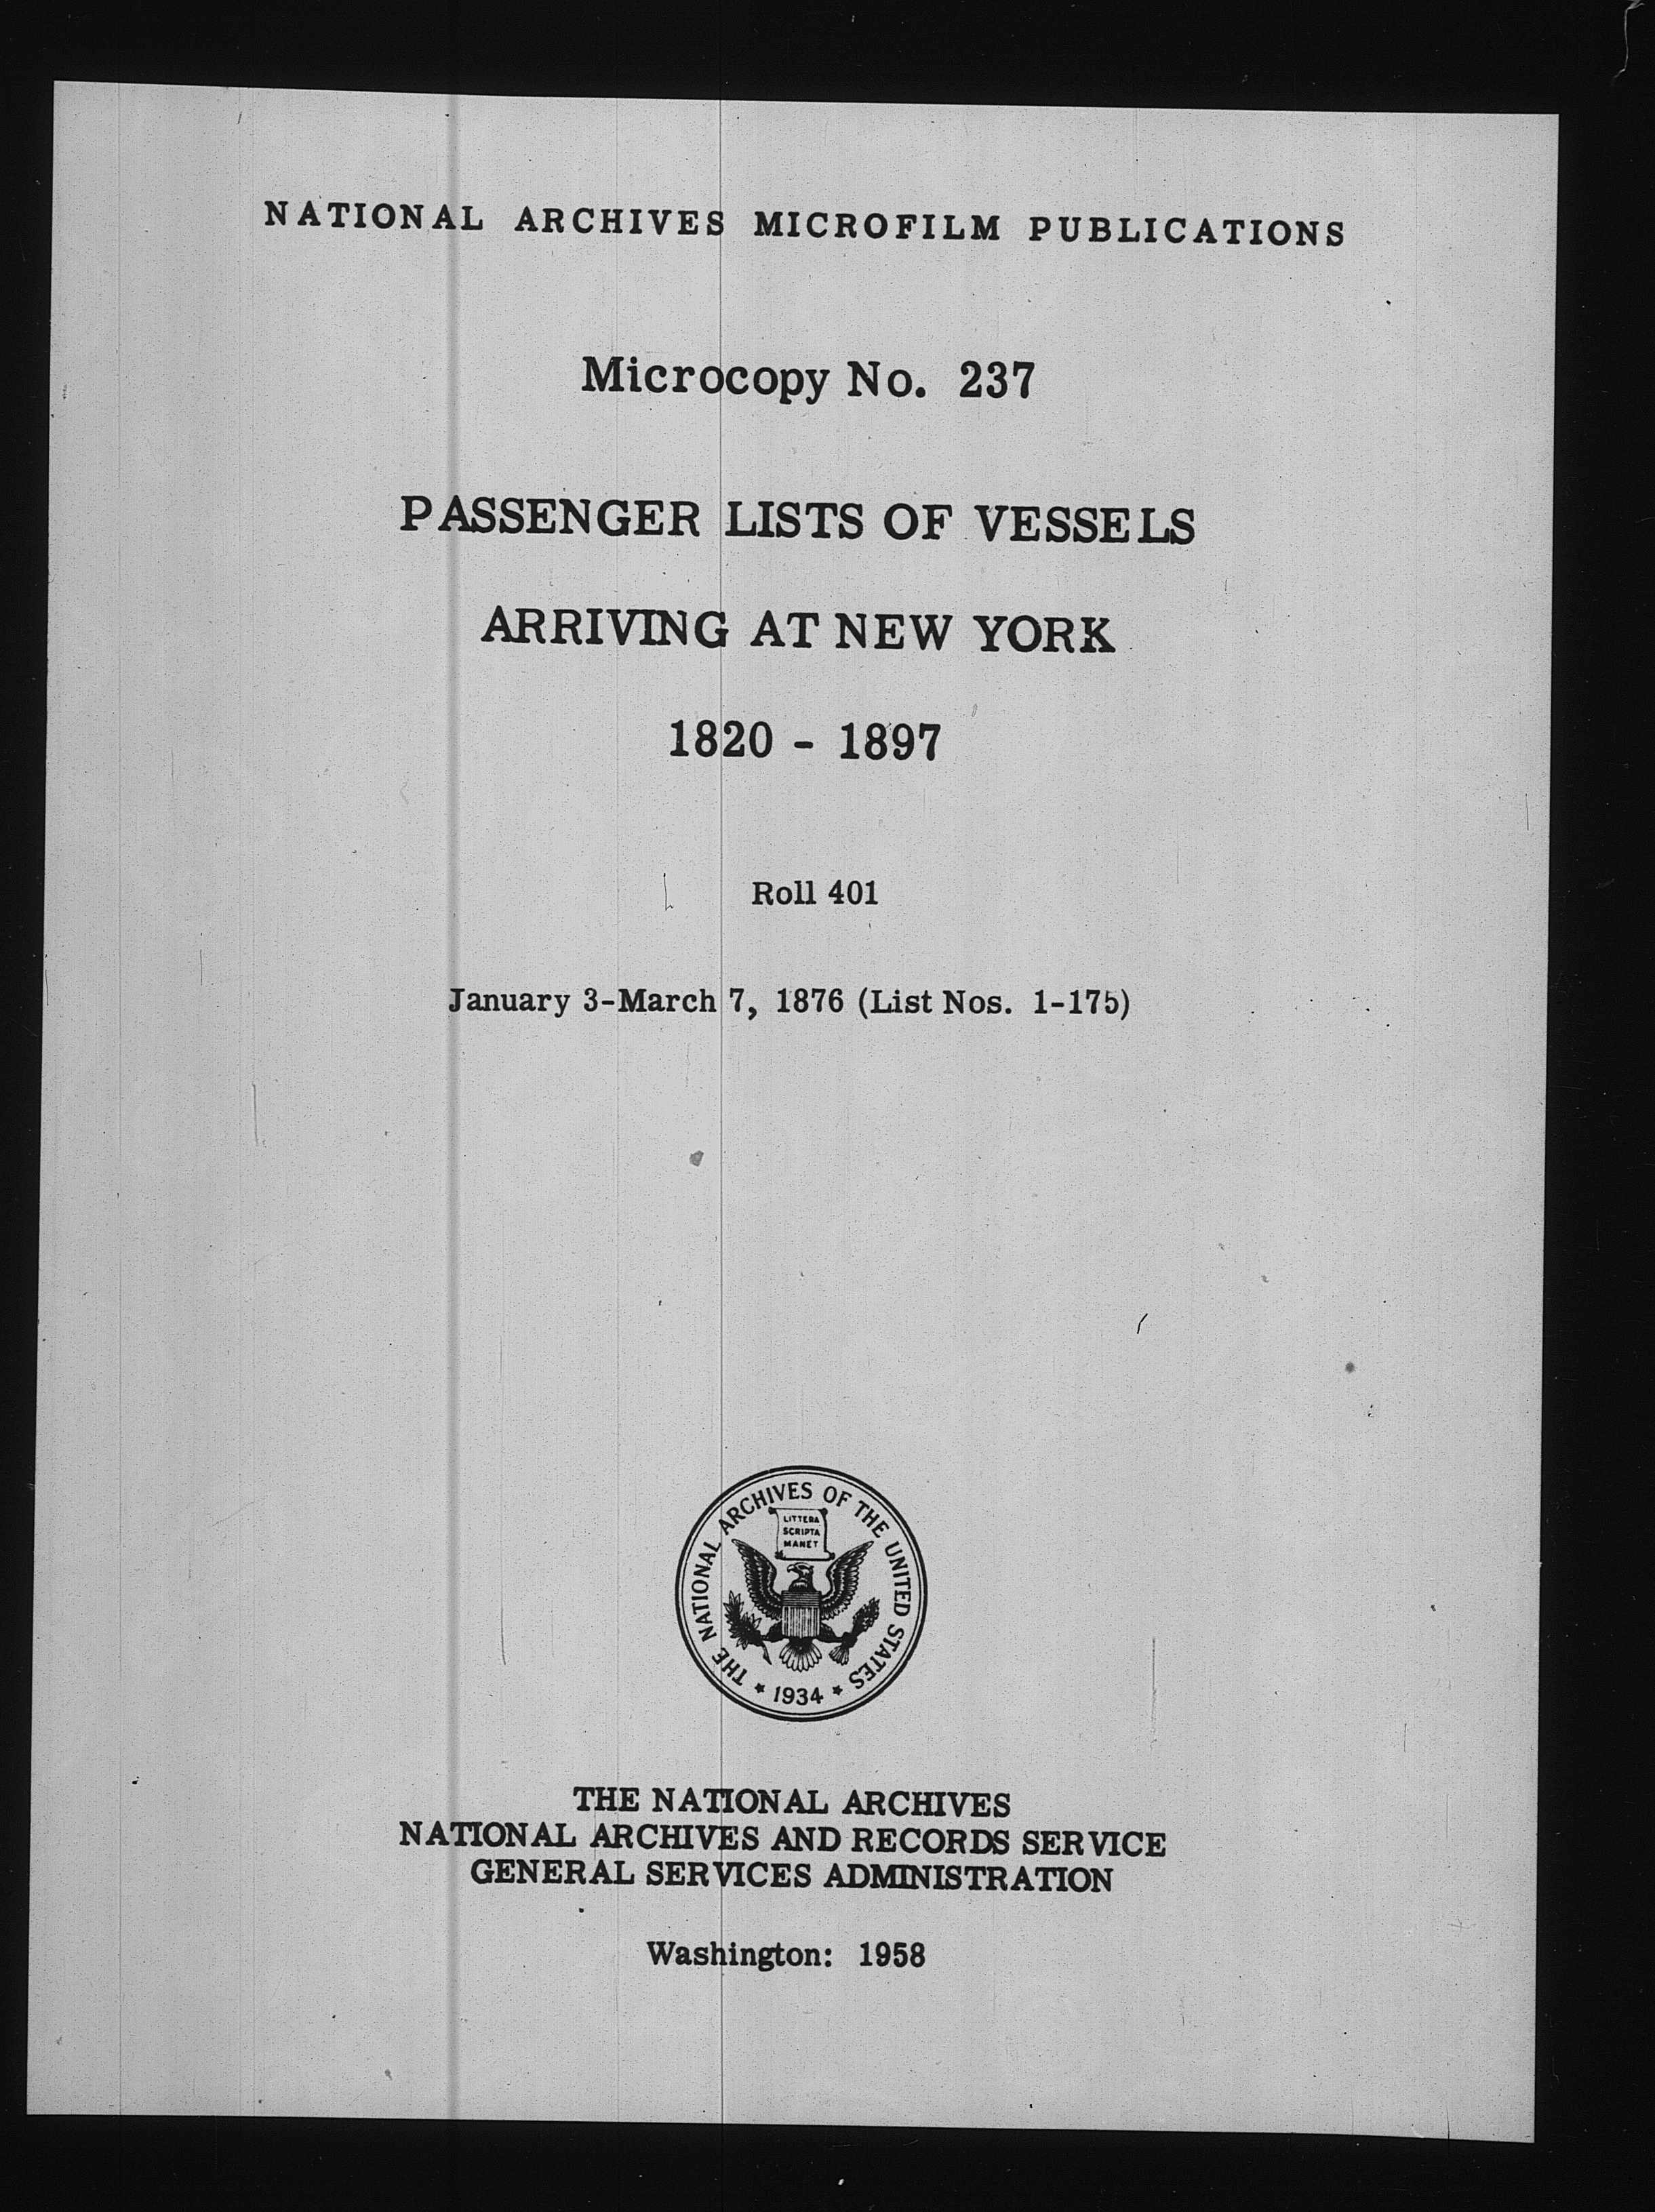 NATIONAL ARCHIVES MICROFILM PUBLICATIONS
Microcopy No. 237
PASSENGER LISTS OF VESSELS
ARRIVING AT NEW YORK
1820 - 1897
Roll 401
January 3-March 7, 1876 (List Nos. 1-175)
THE NATIONAL ARCHIVES OF THE UNITED STATES
LITTERA
SCRIPTA
MANET
* 1934 *
THE NATIONAL ARCHIVES
NATIONAL ARCHIVES AND RECORDS SERVICE
GENERAL SERVICES ADMINISTRATION
Washington: 1958